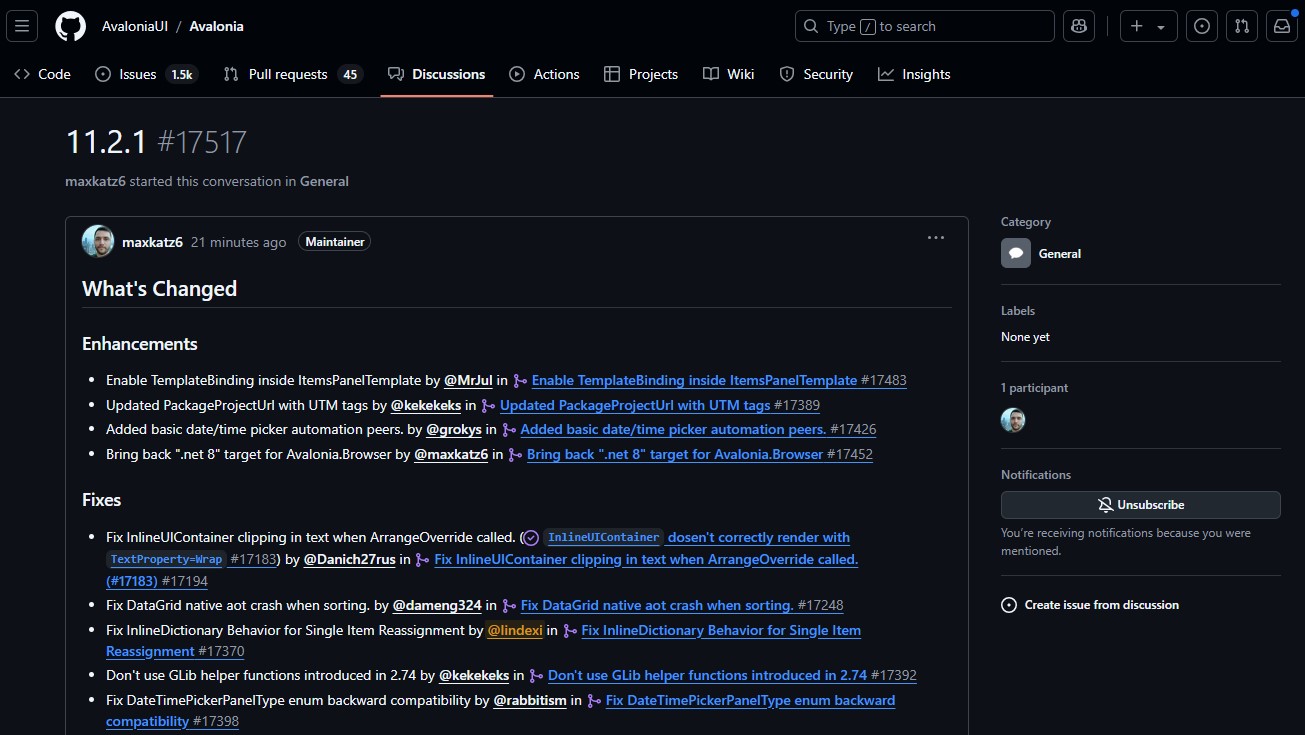 AvaloniaUI / Avalonia
Type / to search
Code
Issues 1.5k
Pull requests 45
Discussions
Actions
Projects
Wiki
Security
Insights
11.2.1 #17517
maxkatz6 started this conversation in General
maxkatz6 21 minutes ago Maintainer
What's Changed
Enhancements
• Enable TemplateBinding inside ItemsPanelTemplate by @MrJul in Enable TemplateBinding inside ItemsPanelTemplate #17483
• Updated PackageProjectUrl with UTM tags by @kekekeks in Updated PackageProjectUrl with UTM tags #17389
• Added basic date/time picker automation peers. by @grokys in Added basic date/time picker automation peers. #17426
• Bring back ".net 8" target for Avalonia.Browser by @maxkatz6 in Bring back ".net 8" target for Avalonia.Browser #17452
Fixes
• Fix InlineUIContainer clipping in text when ArrangeOverride called. (InlineUIContainer dosen't correctly render with
TextProperty=Wrap #17183) by @Danich27rus in Fix InlineUIContainer clipping in text when ArrangeOverride called.
(#17183) #17194
• Fix DataGrid native aot crash when sorting. by @dameng324 in Fix DataGrid native aot crash when sorting. #17248
• Fix InlineDictionary Behavior for Single Item Reassignment by @lindexi in Fix InlineDictionary Behavior for Single Item
Reassignment #17370
• Don't use GLib helper functions introduced in 2.74 by @kekekeks in Don't use GLib helper functions introduced in 2.74 #17392
• Fix DateTimePickerPanelType enum backward compatibility by @rabbitism in Fix DateTimePickerPanelType enum backward
compatibility #17398
Category
General
Labels
None yet
1 participant
Notifications
Unsubscribe
You're receiving notifications because you were
mentioned.
Create issue from discussion